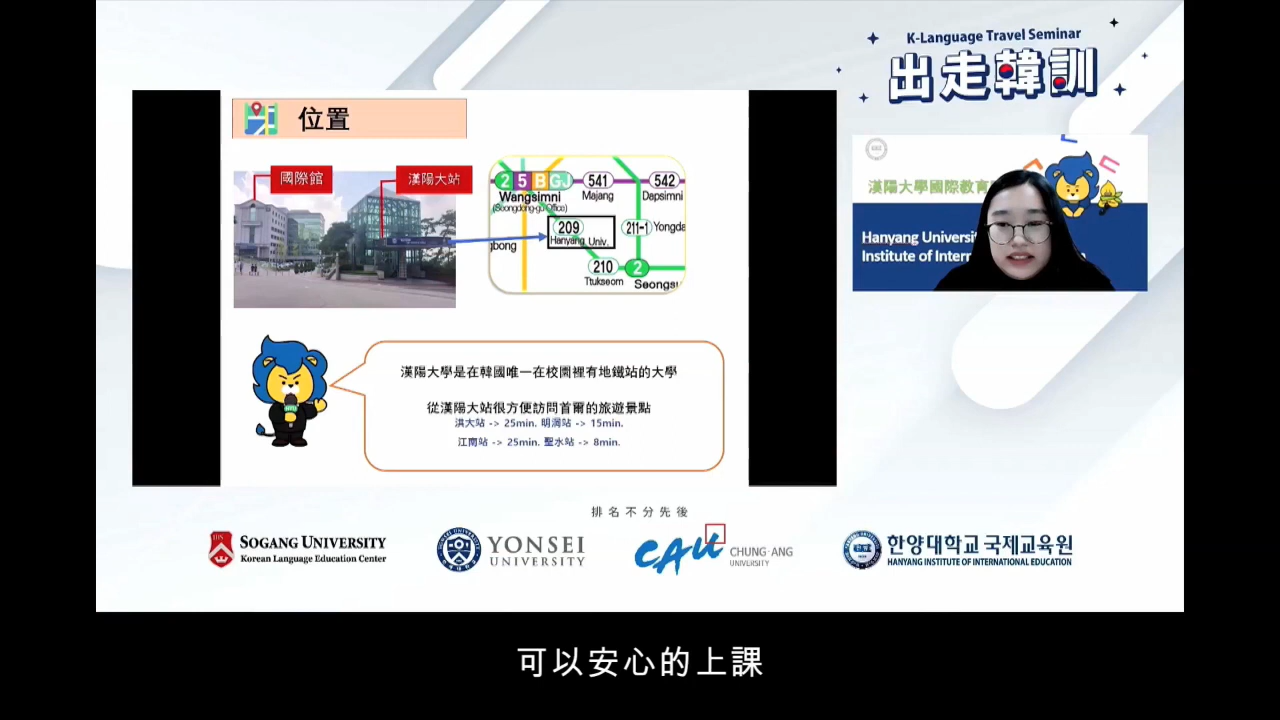 K-Language Travel Seminar
出走韓訓
位置
國際館
漢陽大站
2 5 B GJ 541 542
Wangsimni Majang Dapsimni
(Seongdong-gu Office)
209 211-1 Yongda
Hanyang Univ.
gbong
210 2
Ttukseom Seongsu
漢陽大學國際教育
Hanyang Universit
Institute of Intern
漢陽大學是在韓國唯一在校園裡有地鐵站的大學
從漢陽大站很方便訪問首爾的旅遊景點
洪大站 -> 25min. 明洞站 -> 15min.
江南站 -> 25min. 聖水站 -> 8min.
排名不分先後
SOGANG UNIVERSITY
Korean Language Education Center
YONSEI
UNIVERSITY
CAU
CHUNG-ANG
UNIVERSITY
한양대학교 국제교육원
HANYANG INSTITUTE OF INTERNATIONAL EDUCATION
可以安心的上課